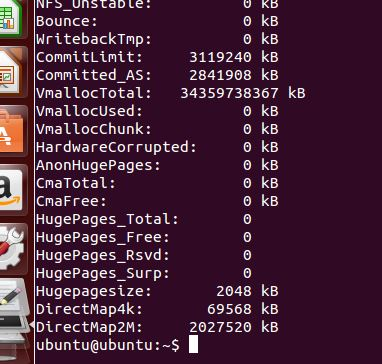 NFS_Unstable:          0 kB
Bounce:                0 kB
WritebackTmp:          0 kB
CommitLimit:     3119240 kB
Committed_AS:    2841908 kB
VmallocTotal:   34359738367 kB
VmallocUsed:           0 kB
VmallocChunk:          0 kB
HardwareCorrupted:     0 kB
AnonHugePages:         0 kB
CmaTotal:              0 kB
CmaFree:               0 kB
HugePages_Total:       0
HugePages_Free:        0
HugePages_Rsvd:        0
HugePages_Surp:        0
Hugepagesize:       2048 kB
DirectMap4k:       69568 kB
DirectMap2M:     2027520 kB
ubuntu@ubuntu:~$